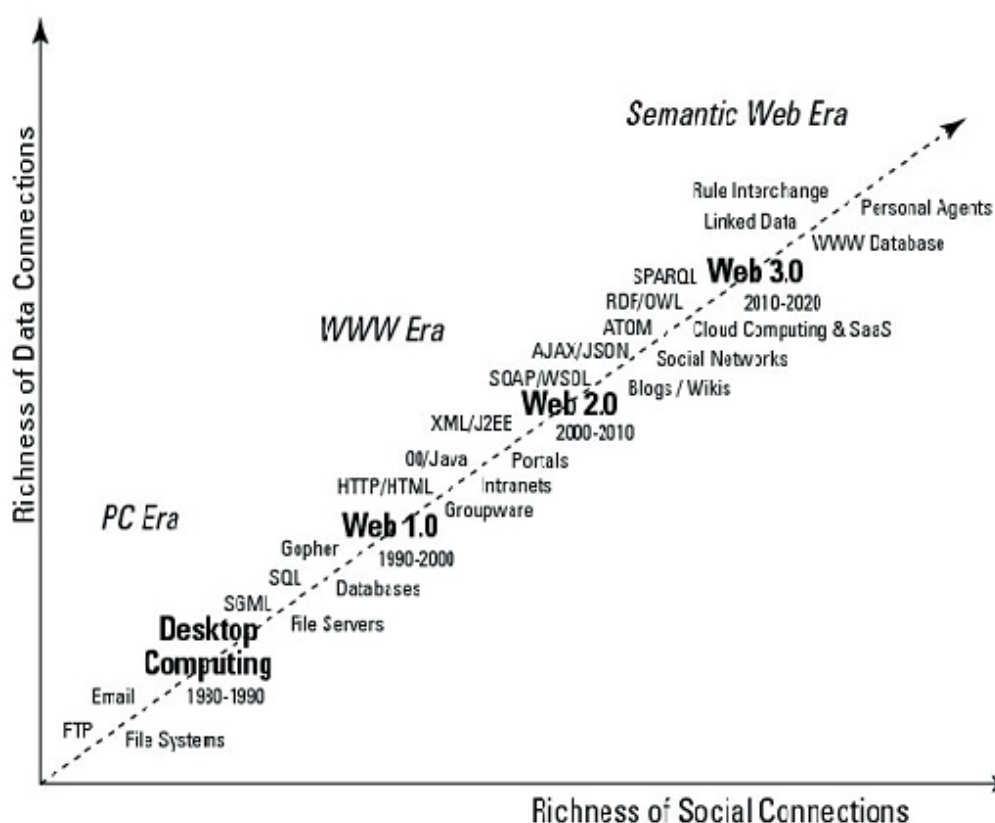 Semantic Web Era
Rule Interchange
Personal Agents
Linked Data
WWW Database
SPARQL
Web 3.0
RDF/OWL
2010-2020
ATOM
Cloud Computing & SaaS
WWW Era
AJAX/JSON
Social Networks
SOAP/WSDL
Blogs / Wikis
Web 2.0
XML/J2EE
2000-2010
OO/Java
Portals
HTTP/HTML
Intranets
PC Era
Groupware
Web 1.0
Gopher
1990-2000
SQL
Databases
SGML
File Servers
Desktop
Computing
Email
1980-1990
FTP
File Systems
Richness of Data Connections
Richness of Social Connections